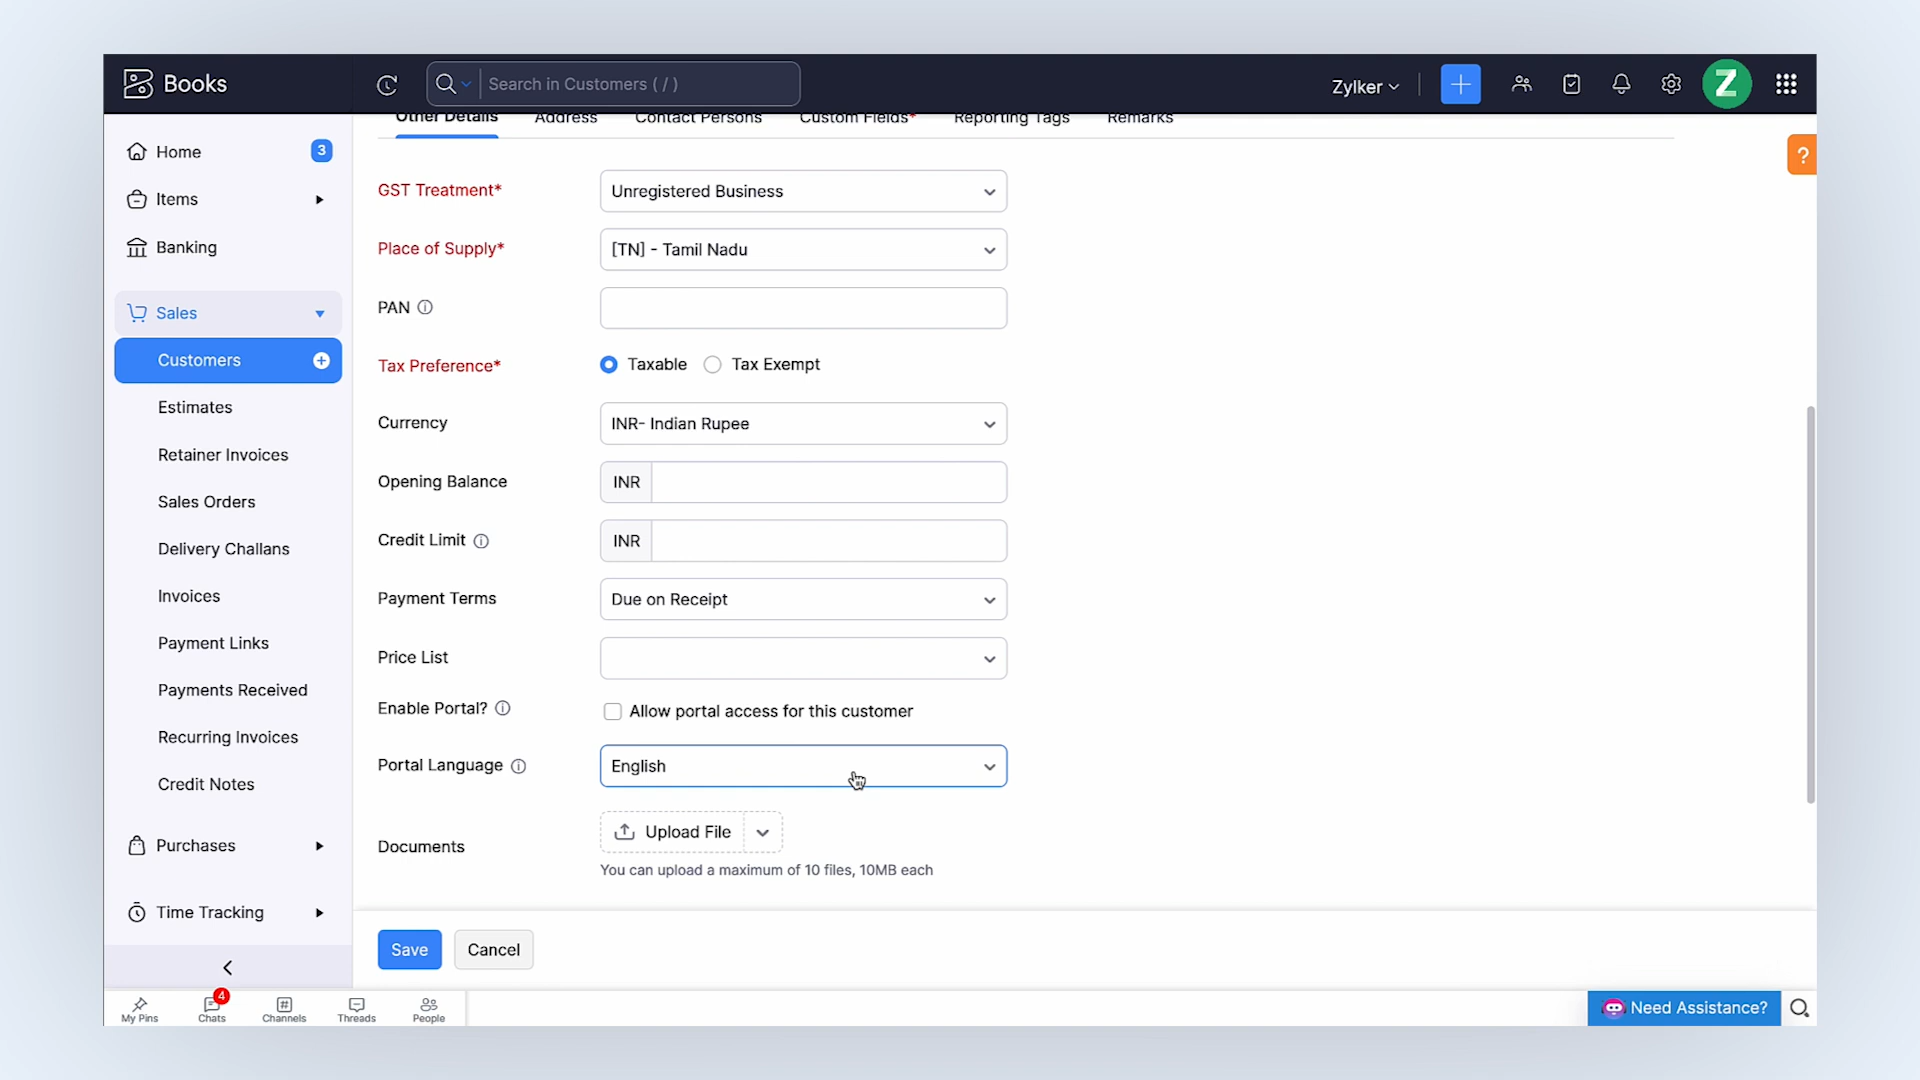 Books
Search in Customers ( / )
Zylker
Z
Other Details Address Contact Persons Custom Fields* Reporting Tags Remarks
?
Home 3
Items
Banking
Sales
Customers
Estimates
Retainer Invoices
Sales Orders
Delivery Challans
Invoices
Payment Links
Payments Received
Recurring Invoices
Credit Notes
Purchases
Time Tracking
GST Treatment* Unregistered Business
Place of Supply* [TN] - Tamil Nadu
PAN
Tax Preference* Taxable Tax Exempt
Currency INR- Indian Rupee
Opening Balance INR
Credit Limit INR
Payment Terms Due on Receipt
Price List
Enable Portal? Allow portal access for this customer
Portal Language English
Documents Upload File
You can upload a maximum of 10 files, 10MB each
Save Cancel
4
My Pins Chats Channels Threads People
Need Assistance?